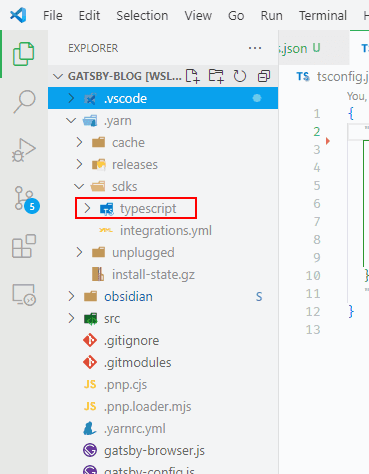 File Edit Selection View Go Run Terminal H
EXPLORER
GATSBY-BLOG [WSL...
.vscode
.yarn
cache
releases
sdks
typescript
integrations.yml
unplugged
install-state.gz
obsidian S
src
.gitignore
.gitmodules
.pnp.cjs
.pnp.loader.mjs
.yarnrc.yml
gatsby-browser.js
gatsby-config.js
5
s.json U
TS
TS tsconfig.j
You,
1 {
2 "
3
4
5
6
7
8
9
10 }
11 "
12 }
13